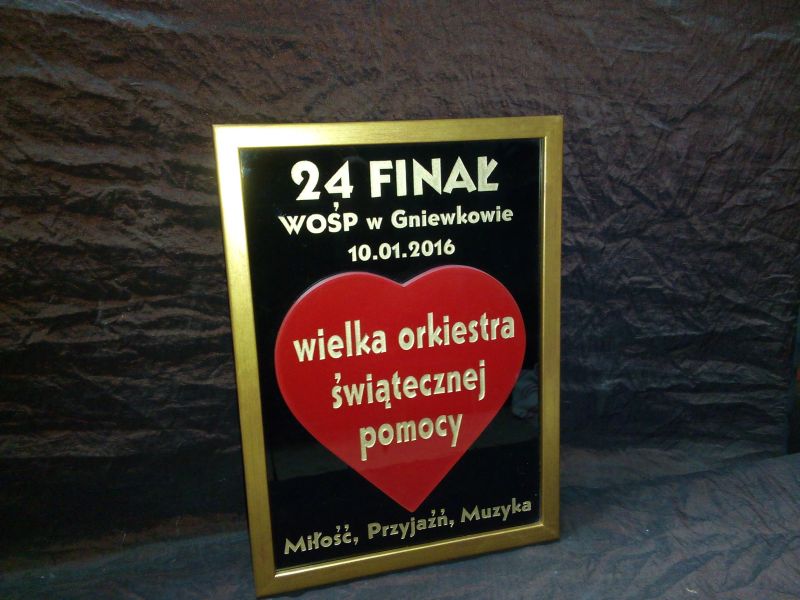 24 FINAŁ
WOŚP w Gniewkowie
10.01.2016
wielka orkiestra
świątecznej
pomocy
Miłość, Przyjaźń, Muzyka